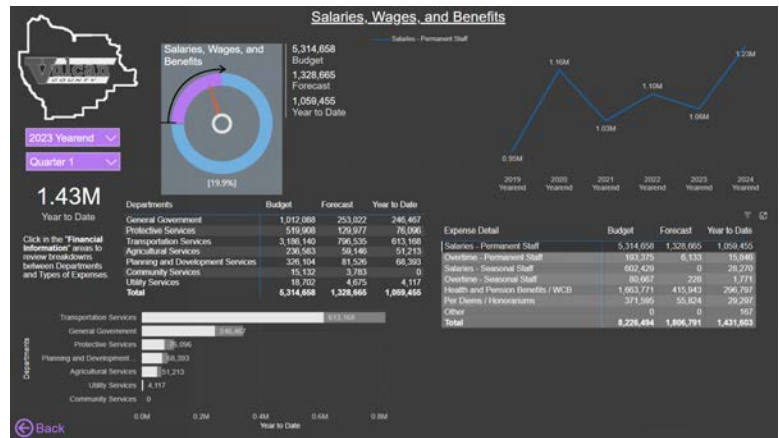 Salaries, Wages, and Benefits
Vulcan
COUNTY
2023 Yearend
Quarter 1
1.43M
Year to Date
Click in the "Financial
Information" areas to
review breakdowns
between Departments
and Types of Expenses.
Salaries, Wages, and
Benefits
[19.9%]
5,314,658
Budget
1,328,665
Forecast
1,059,455
Year to Date
Salaries - Permanent Staff
0.95M 1.16M 1.03M 1.10M 1.06M 1.23M
2019 2020 2021 2022 2023 2024
Yearend Yearend Yearend Yearend Yearend Yearend
Departments Budget Forecast Year to Date
General Government 1,012,088 253,022 246,467
Protective Services 519,908 129,977 76,096
Transportation Services 3,186,140 796,535 613,168
Agricultural Services 236,583 59,146 51,213
Planning and Development Services 326,104 81,526 68,393
Community Services 15,132 3,783 0
Utility Services 18,702 4,675 4,117
Total 5,314,658 1,328,665 1,059,455
Expense Detail Budget Forecast Year to Date
Salaries - Permanent Staff 5,314,658 1,328,665 1,059,455
Overtime - Permanent Staff 193,375 6,133 15,846
Salaries - Seasonal Staff 602,429 0 28,270
Overtime - Seasonal Staff 80,667 226 1,771
Health and Pension Benefits / WCB 1,663,771 415,943 296,797
Per Diems / Honorariums 371,595 55,824 29,297
Other 0 0 167
Total 8,226,494 1,806,791 1,431,603
Departments
Transportation Services 613,168
General Government 246,467
Protective Services 76,096
Planning and Development... 68,393
Agricultural Services 51,213
Utility Services 4,117
Community Services 0
0.0M 0.2M 0.4M 0.6M 0.8M
Year to Date
Back